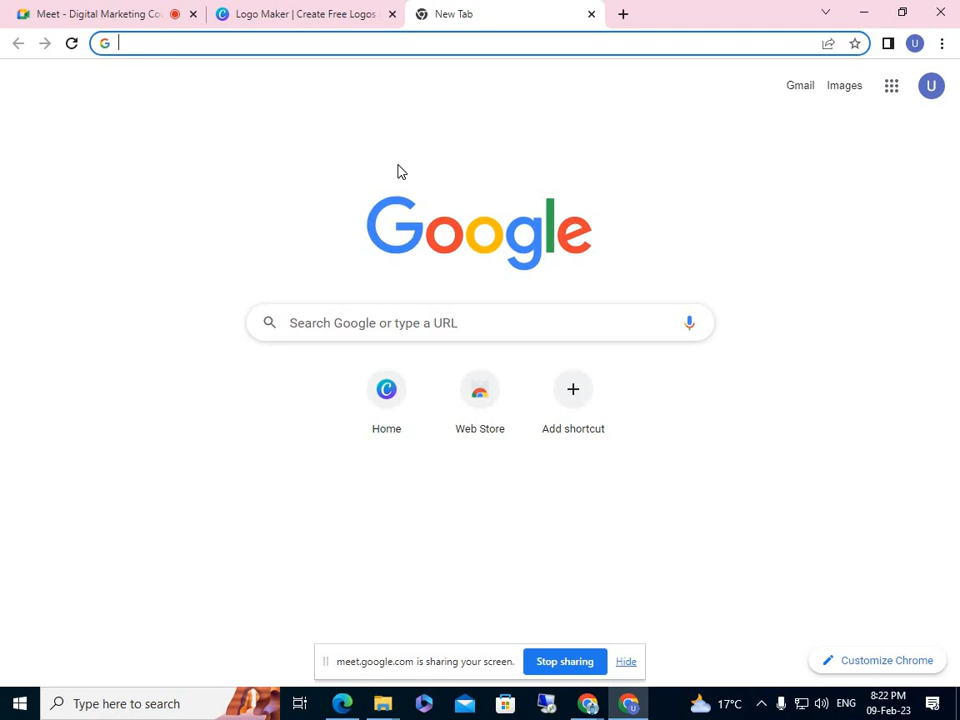 Meet - Digital Marketing Co
Logo Maker | Create Free Logos
New Tab
U
Gmail
Images
U
Google
Search Google or type a URL
Home
Web Store
Add shortcut
meet.google.com is sharing your screen.
Stop sharing
Hide
Customize Chrome
Type here to search
17°C
ENG
8:22 PM
09-Feb-23